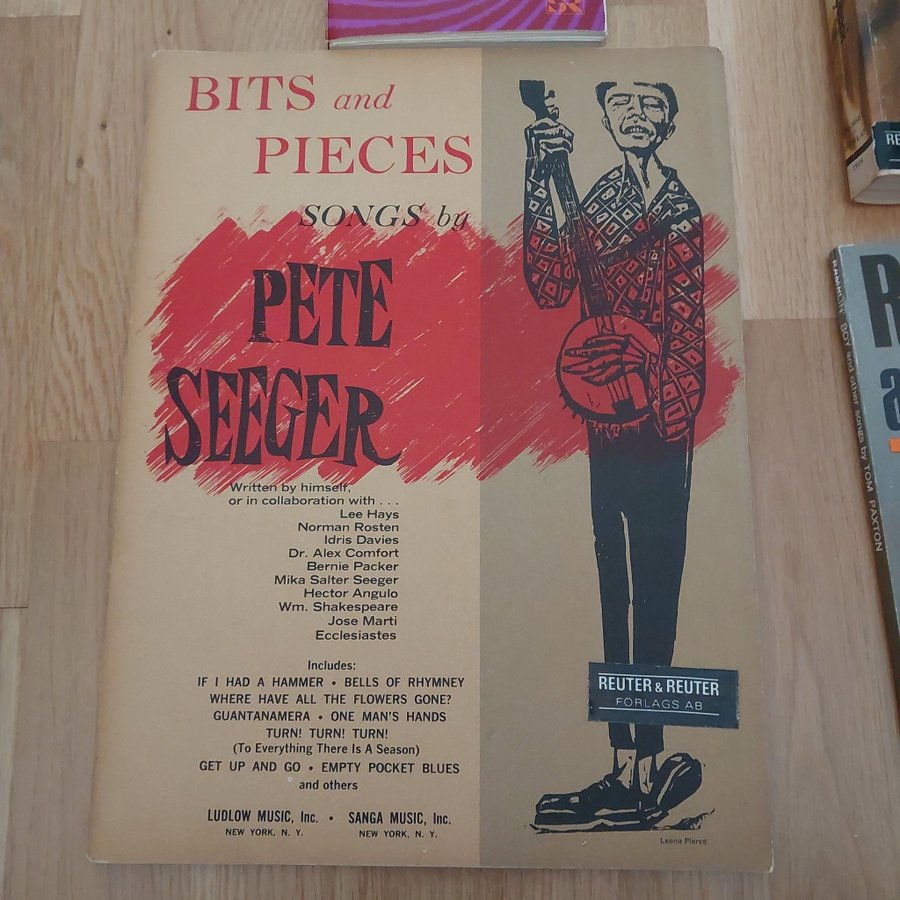 BITS and
PIECES
SONGS by
PETE
SEEGER
Written by himself,
or in collaboration with . . .
Lee Hays
Norman Rosten
Idris Davies
Dr. Alex Comfort
Bernie Packer
Mika Salter Seeger
Hector Angulo
Wm. Shakespeare
Jose Marti
Ecclesiastes
Includes:
IF I HAD A HAMMER • BELLS OF RHYMNEY
WHERE HAVE ALL THE FLOWERS GONE?
GUANTANAMERA • ONE MAN'S HANDS
TURN! TURN! TURN!
(To Everything There Is A Season)
GET UP AND GO • EMPTY POCKET BLUES
and others
LUDLOW MUSIC, Inc. • SANGA MUSIC, Inc.
NEW YORK, N. Y. NEW YORK, N. Y.
REUTER & REUTER
FORLAGS AB
Leona Pierce
RAMBLIN' BOY and other songs by TOM PAXTON